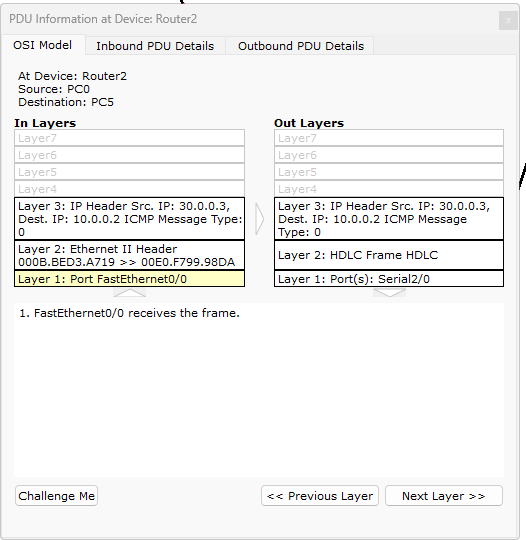 PDU Information at Device: Router2
x
OSI Model
Inbound PDU Details
Outbound PDU Details
At Device: Router2
Source: PC0
Destination: PC5
In Layers
Layer7
Layer6
Layer5
Layer4
Layer 3: IP Header Src. IP: 30.0.0.3,
Dest. IP: 10.0.0.2 ICMP Message Type:
0
Layer 2: Ethernet II Header
000B.BED3.A719 >> 00E0.F799.98DA
Layer 1: Port FastEthernet0/0
Out Layers
Layer7
Layer6
Layer5
Layer4
Layer 3: IP Header Src. IP: 30.0.0.3,
Dest. IP: 10.0.0.2 ICMP Message
Type: 0
Layer 2: HDLC Frame HDLC
Layer 1: Port(s): Serial2/0
1. FastEthernet0/0 receives the frame.
Challenge Me
<< Previous Layer
Next Layer >>